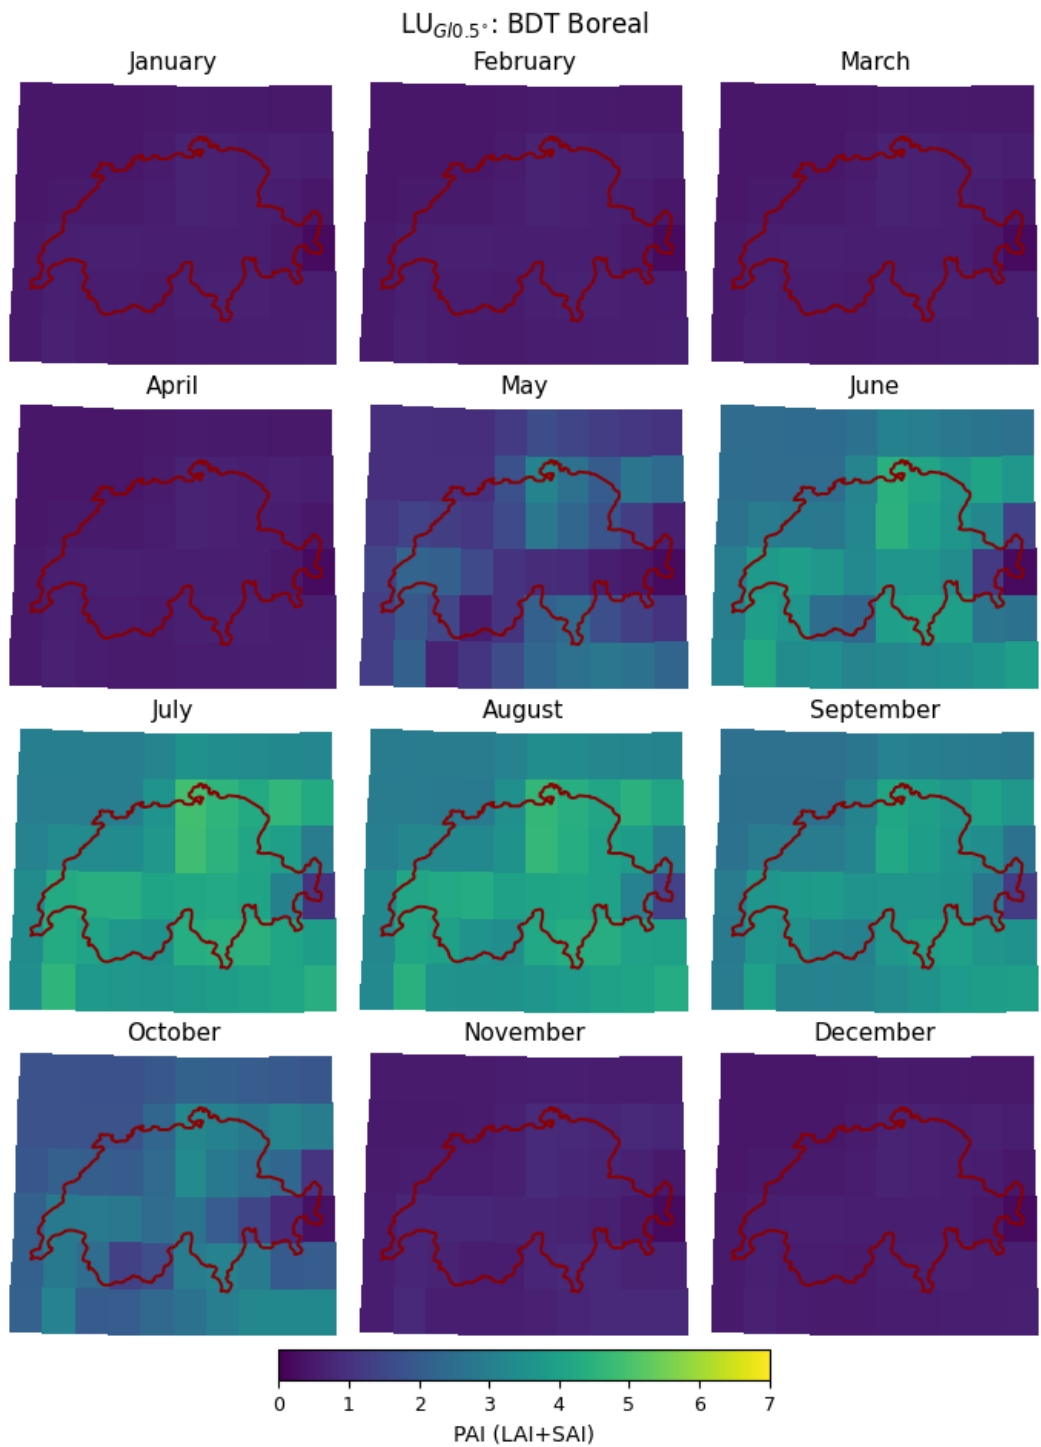 LU_{Gl0.5°}: BDT Boreal
January February March
April May June
July August September
October November December
0 1 2 3 4 5 6 7
PAI (LAI+SAI)